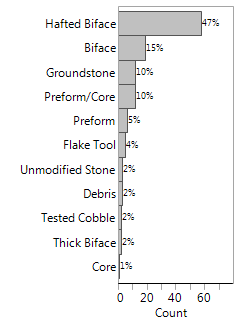 Hafted Biface 47%
Biface 15%
Groundstone 10%
Preform/Core 10%
Preform 5%
Flake Tool 4%
Unmodified Stone 2%
Debris 2%
Tested Cobble 2%
Thick Biface 2%
Core 1%
0 20 40 60
Count